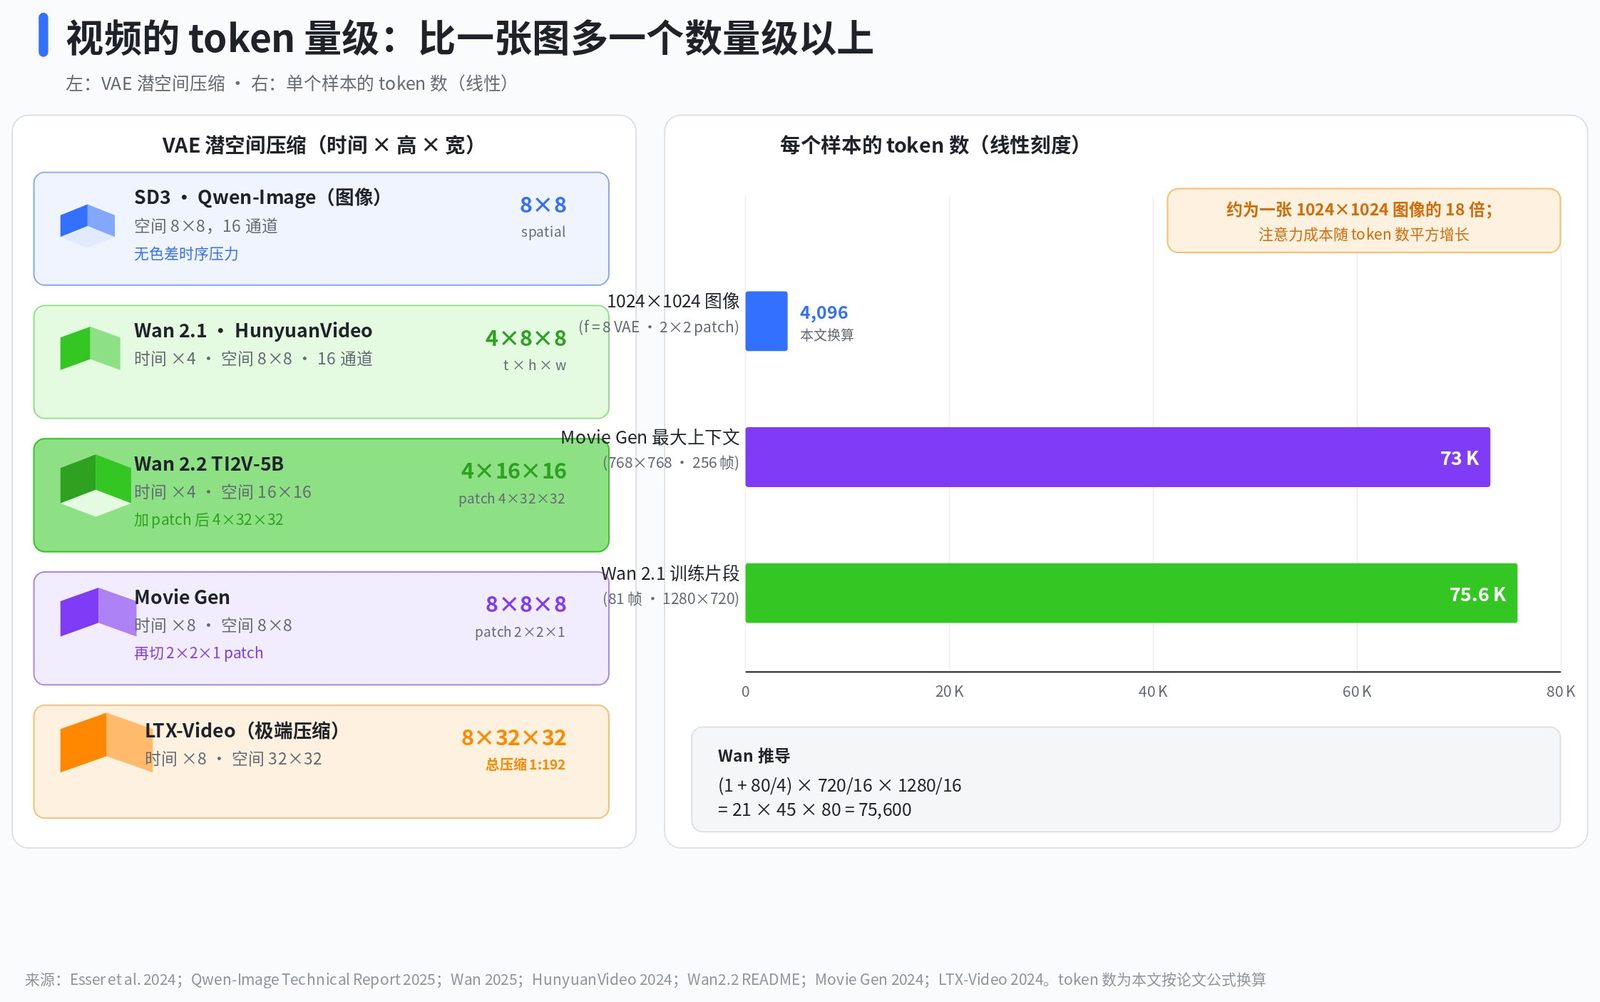 视频的 token 量级：比一张图多一个数量级以上
左：VAE 潜空间压缩 • 右：单个样本的 token 数（线性）
VAE 潜空间压缩（时间 × 高 × 宽）
SD3 • Qwen-Image（图像）
空间 8×8，16 通道
无色差时序压力
8×8
spatial
Wan 2.1 • HunyuanVideo
时间 ×4 • 空间 8×8 • 16 通道
4×8×8
t × h × w
Wan 2.2 TI2V-5B
时间 ×4 • 空间 16×16
加 patch 后 4×32×32
4×16×16
patch 4×32×32
Movie Gen
时间 ×8 • 空间 8×8
再切 2×2×1 patch
8×8×8
patch 2×2×1
LTX-Video（极端压缩）
时间 ×8 • 空间 32×32
8×32×32
总压缩 1:192
每个样本的 token 数（线性刻度）
约为一张 1024×1024 图像的 18 倍；
注意力成本随 token 数平方增长
1024×1024 图像
(f=8 VAE • 2×2 patch)
4,096
本文换算
Movie Gen 最大上下文
(768×768 • 256 帧)
73 K
Wan 2.1 训练片段
(81 帧 • 1280×720)
75.6 K
0
20 K
40 K
60 K
80 K
Wan 推导
(1 + 80/4) × 720/16 × 1280/16
= 21 × 45 × 80 = 75,600
来源：Esser et al. 2024；Qwen-Image Technical Report 2025；Wan 2025；HunyuanVideo 2024；Wan2.2 README；Movie Gen 2024；LTX-Video 2024。token 数为本文按论文公式换算